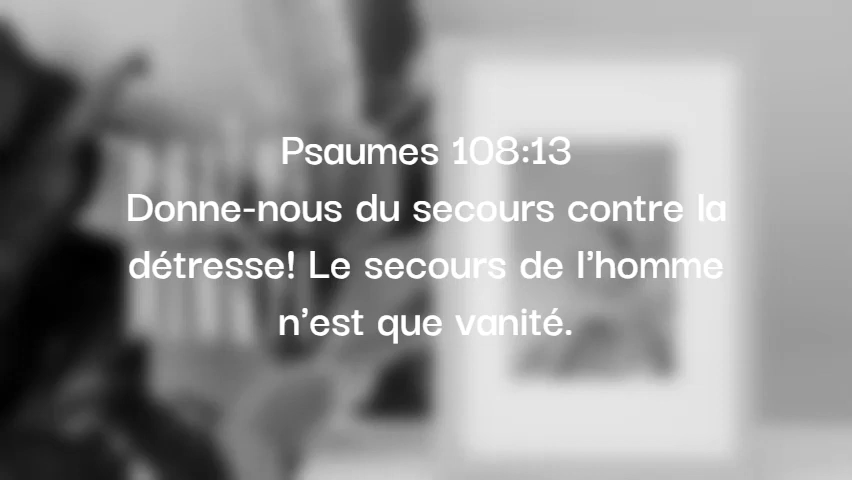 Psaumes 108:13
Donne-nous du secours contre la
détresse! Le secours de l’homme
n’est que vanité.